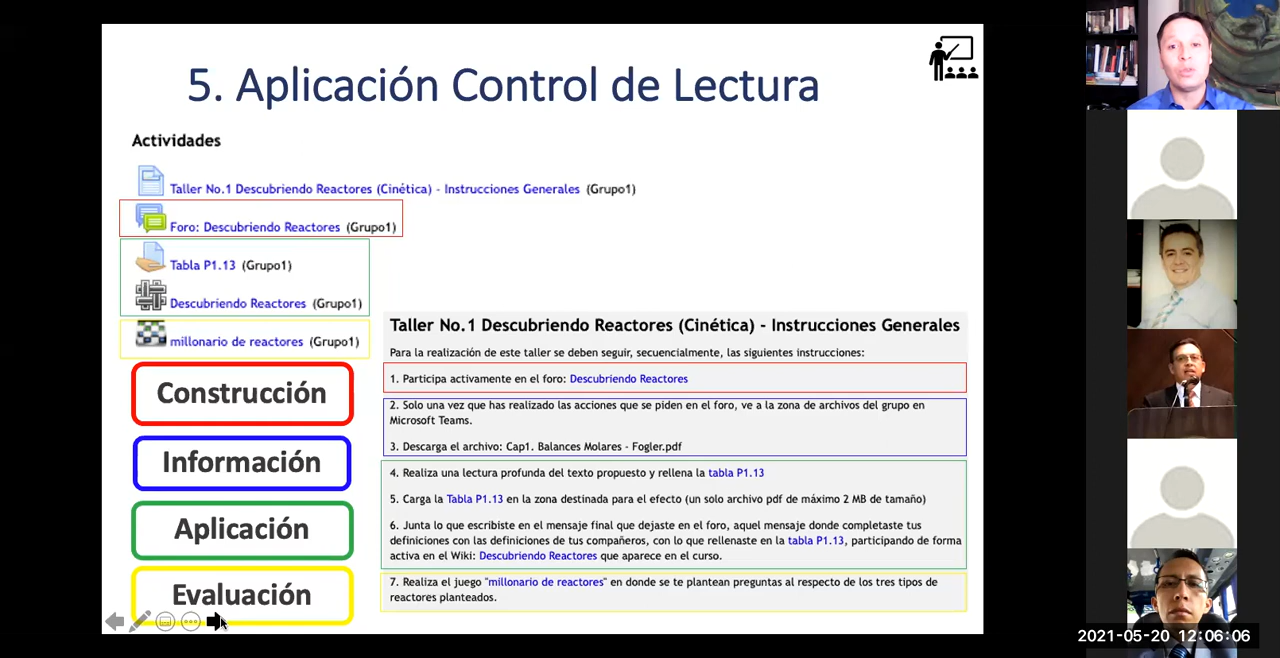 5. Aplicación Control de Lectura
Actividades
Taller No.1 Descubriendo Reactores (Cinética) - Instrucciones Generales (Grupo1)
Foro: Descubriendo Reactores (Grupo1)
Tabla P1.13 (Grupo1)
Descubriendo Reactores (Grupo1)
millonario de reactores (Grupo1)
Construcción
Información
Aplicación
Evaluación
Taller No.1 Descubriendo Reactores (Cinética) - Instrucciones Generales
Para la realización de este taller se deben seguir, secuencialmente, las siguientes instrucciones:
1. Participa activamente en el foro: Descubriendo Reactores
2. Solo una vez que has realizado las acciones que se piden en el foro, ve a la zona de archivos del grupo en
Microsoft Teams.
3. Descarga el archivo: Cap1. Balances Molares - Fogler.pdf
4. Realiza una lectura profunda del texto propuesto y rellena la tabla P1.13
5. Carga la Tabla P1.13 en la zona destinada para el efecto (un solo archivo pdf de máximo 2 MB de tamaño)
6. Junta lo que escribiste en el mensaje final que dejaste en el foro, aquel mensaje donde completaste tus
definiciones con las definiciones de tus compañeros, con lo que rellenaste en la tabla P1.13, participando de forma
activa en el Wiki: Descubriendo Reactores que aparece en el curso.
7. Realiza el juego "millonario de reactores" en donde se te plantean preguntas al respecto de los tres tipos de
reactores planteados.
2021-05-20 12:06:06